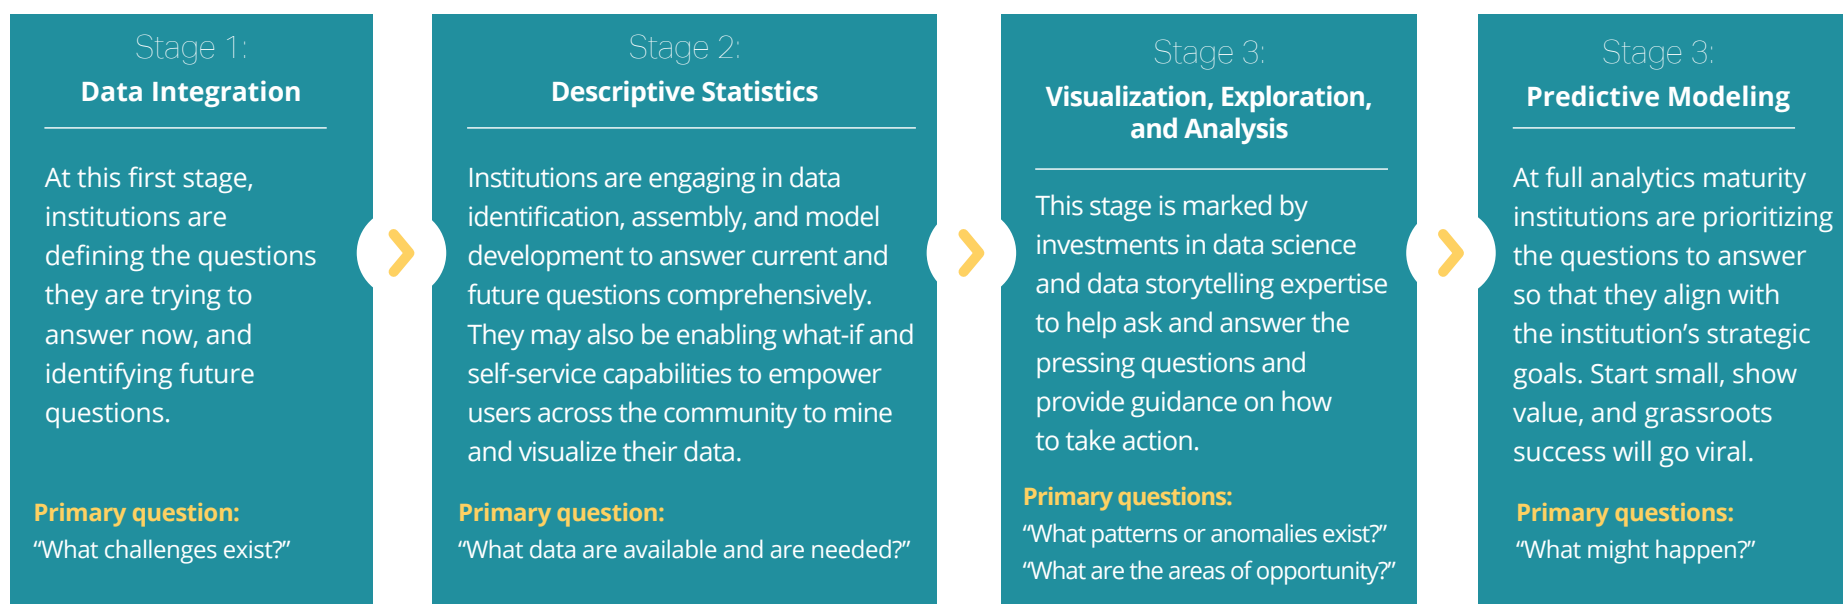 Stage 1:
Data Integration
At this first stage,
institutions are
defining the questions
they are trying to
answer now, and
identifying future
questions.
Primary question:
“What challenges exist?”
Stage 2:
Descriptive Statistics
Institutions are engaging in data
identification, assembly, and model
development to answer current and
future questions comprehensively.
They may also be enabling what-if and
self-service capabilities to empower
users across the community to mine
and visualize their data.
Primary question:
“What data are available and are needed?”
Stage 3:
Visualization, Exploration,
and Analysis
This stage is marked by
investments in data science
and data storytelling expertise
to help ask and answer the
pressing questions and
provide guidance on how
to take action.
Primary questions:
“What patterns or anomalies exist?”
“What are the areas of opportunity?”
Stage 3:
Predictive Modeling
At full analytics maturity
institutions are prioritizing
the questions to answer
so that they align with
the institution’s strategic
goals. Start small, show
value, and grassroots
success will go viral.
Primary questions:
“What might happen?”